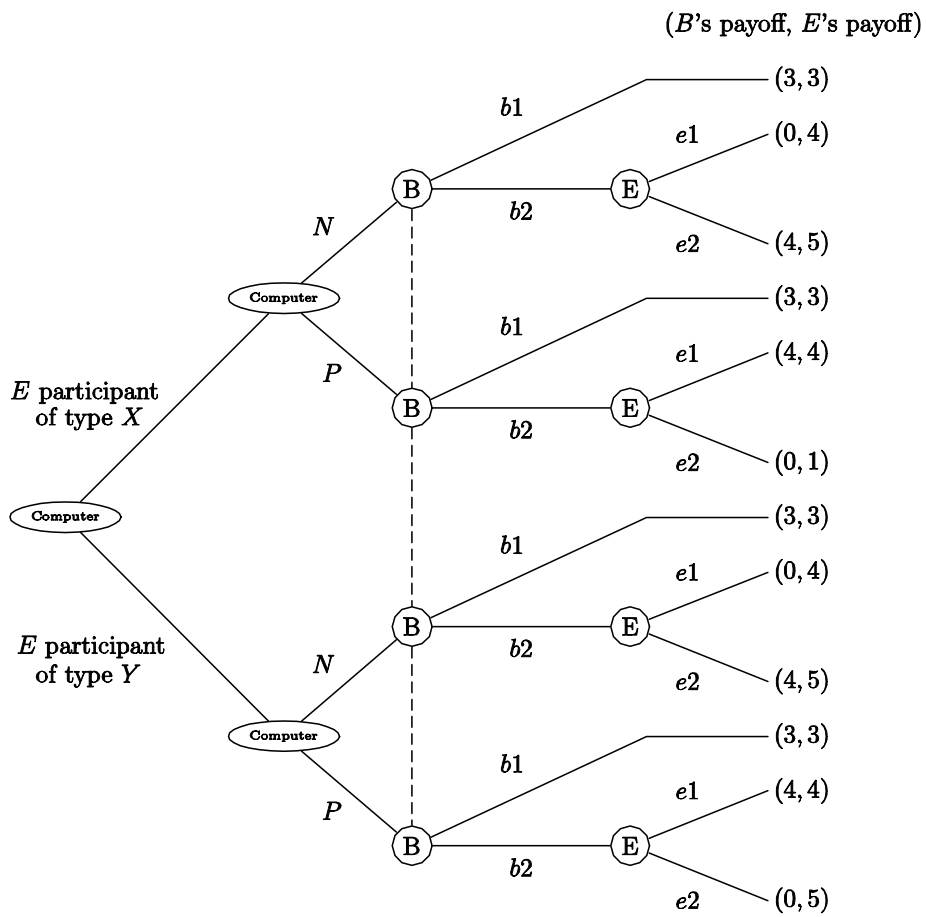 (B's payoff, E's payoff)
b1
(3, 3)
e1
(0, 4)
B
E
N
b2
e2
(4, 5)
Computer
b1
(3, 3)
P
e1
(4, 4)
E participant
of type X
B
E
b2
e2
(0, 1)
Computer
b1
(3, 3)
e1
(0, 4)
B
E
E participant
of type Y
N
b2
e2
(4, 5)
Computer
b1
(3, 3)
P
e1
(4, 4)
B
E
b2
e2
(0, 5)